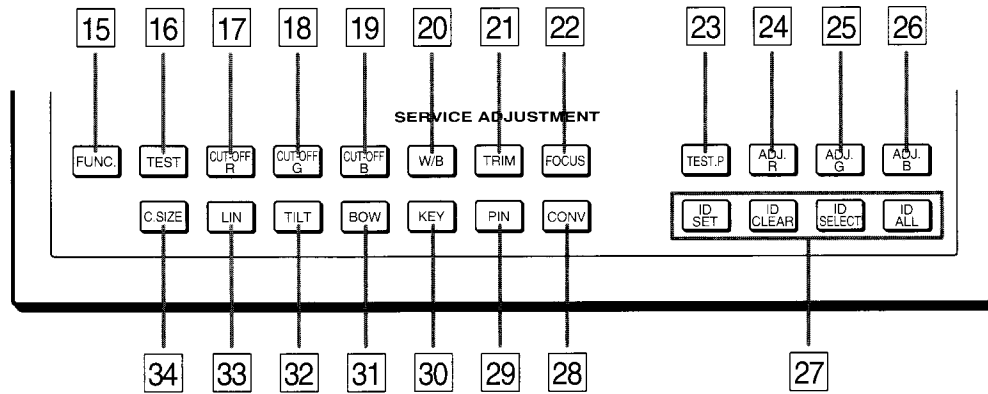 15 16 17 18 19 20 21 22 23 24 25 26
SERVICE ADJUSTMENT
FUNC. TEST CUT-OFF R CUT-OFF G CUT-OFF B W/B TRIM FOCUS TEST.P ADJ. R ADJ. G ADJ. B
C.SIZE LIN TILT BOW KEY PIN CONV ID SET ID CLEAR ID SELECT ID ALL
34 33 32 31 30 29 28 27